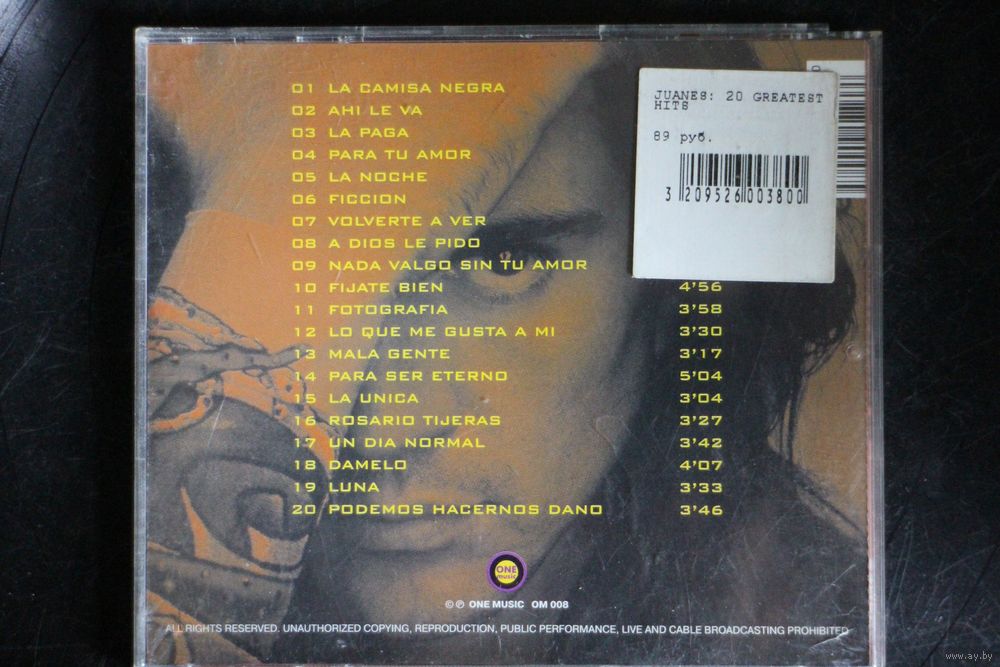 01 LA CAMISA NEGRA
02 AHI LE VA
03 LA PAGA
04 PARA TU AMOR
05 LA NOCHE
06 FICCION
07 VOLVERTE A VER
08 A DIOS LE PIDO
09 NADA VALGO SIN TU AMOR
10 FIJATE BIEN 4'56
11 FOTOGRAFIA 3'58
12 LO QUE ME GUSTA A MI 3'30
13 MALA GENTE 3'17
14 PARA SER ETERNO 5'04
15 LA UNICA 3'04
16 ROSARIO TIJERAS 3'27
17 UN DIA NORMAL 3'42
18 DAMELO 4'07
19 LUNA 3'33
20 PODEMOS HACERNOS DANO 3'46
JUANES: 20 GREATEST
HITS
89 руб.
3 209526 003800
ONE
music
© ℗ ONE MUSIC OM 008
ALL RIGHTS RESERVED. UNAUTHORIZED COPYING, REPRODUCTION, PUBLIC PERFORMANCE, LIVE AND CABLE BROADCASTING PROHIBITED
www.ay.by